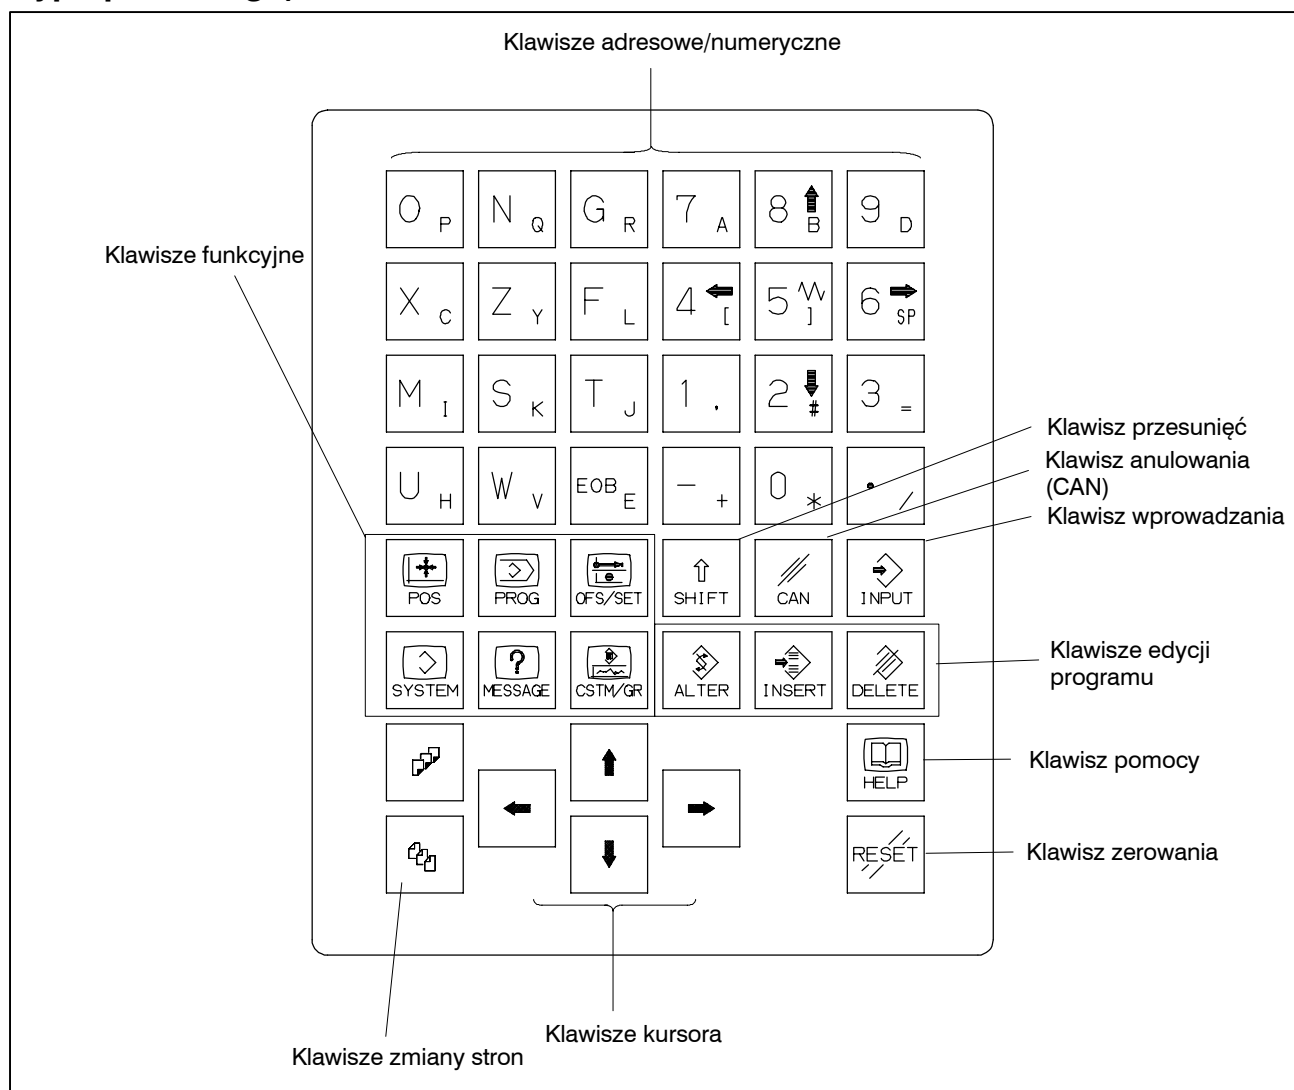 Klawisze adresowe/numeryczne
O P N Q G R 7 A 8 B 9 D
Klawisze funkcyjne
X C Z Y F L 4 [ 5 ] 6 SP
M I S K T J 1 , 2 # 3 =
Klawisz przesunięć
Klawisz anulowania
(CAN)
U H W V EOB E - + 0 * . /
Klawisz wprowadzania
POS PROG OFS/SET SHIFT CAN INPUT
Klawisze edycji
programu
SYSTEM MESSAGE CSTM/GR ALTER INSERT DELETE
Klawisz pomocy
HELP
Klawisz zerowania
RESET
Klawisze kursora
Klawisze zmiany stron